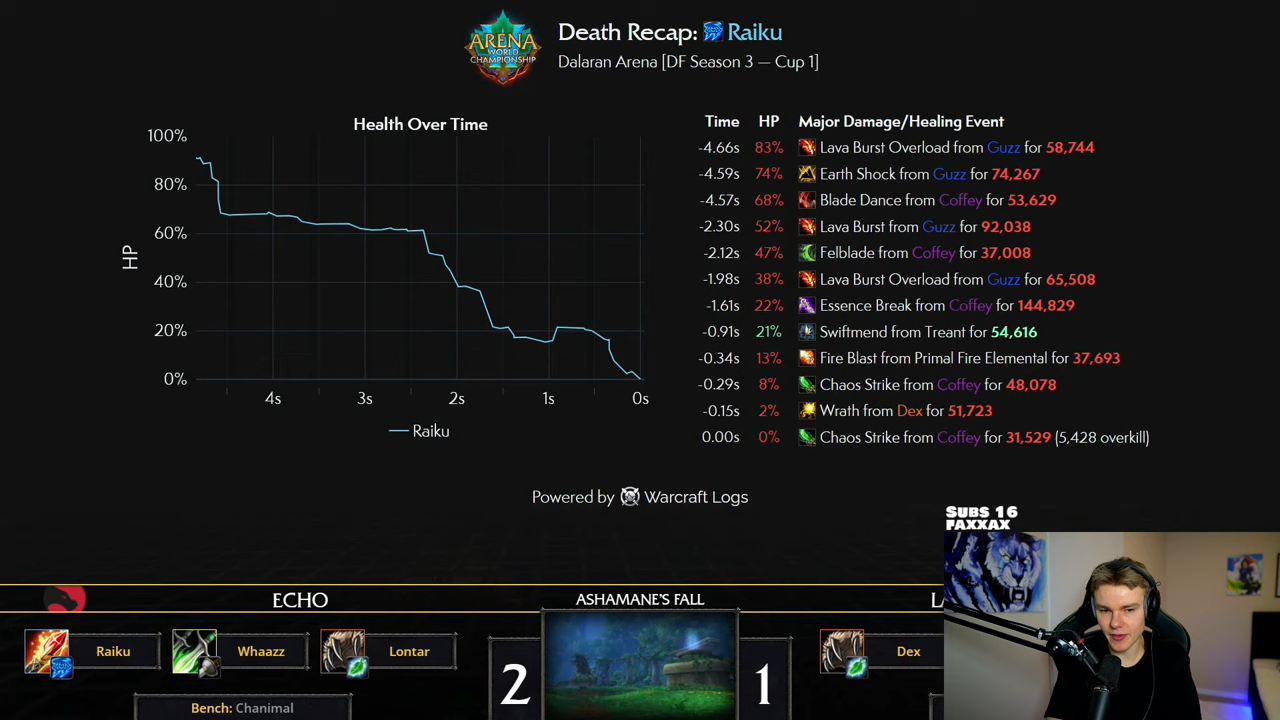 ARENA
WORLD
CHAMPIONSHIP
Death Recap: Raiku
Dalaran Arena [DF Season 3 — Cup 1]
Health Over Time
100%
80%
60%
40%
20%
0%
HP
4s
3s
2s
1s
0s
Raiku
Time HP Major Damage/Healing Event
-4.66s 83% Lava Burst Overload from Guzz for 58,744
-4.59s 74% Earth Shock from Guzz for 74,267
-4.57s 68% Blade Dance from Coffey for 53,629
-2.30s 52% Lava Burst from Guzz for 92,038
-2.12s 47% Felblade from Coffey for 37,008
-1.98s 38% Lava Burst Overload from Guzz for 65,508
-1.61s 22% Essence Break from Coffey for 144,829
-0.91s 21% Swiftmend from Treant for 54,616
-0.34s 13% Fire Blast from Primal Fire Elemental for 37,693
-0.29s 8% Chaos Strike from Coffey for 48,078
-0.15s 2% Wrath from Dex for 51,723
0.00s 0% Chaos Strike from Coffey for 31,529 (5,428 overkill)
Powered by Warcraft Logs
SUBS 16
FAXXAX
ECHO
ASHAMANE'S FALL
Raiku
Whaazz
Lontar
2
1
Dex
Bench: Chanimal